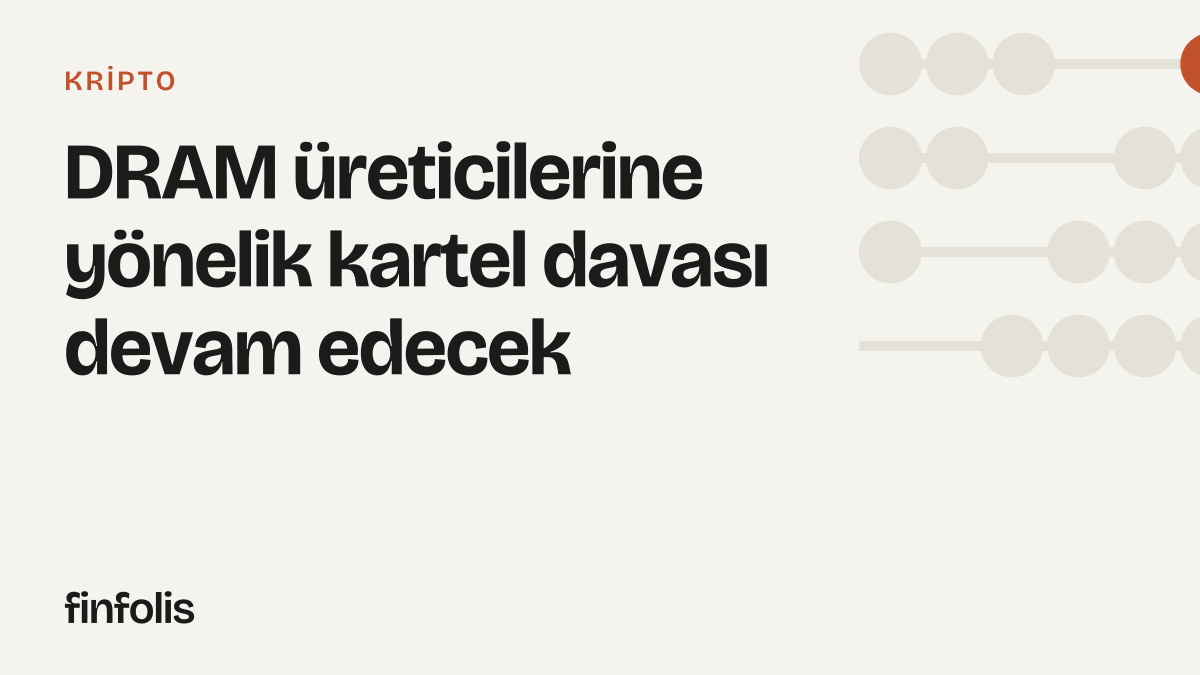 KRİPTO
DRAM üreticilerine
yönelik kartel davası
devam edecek
finfolis